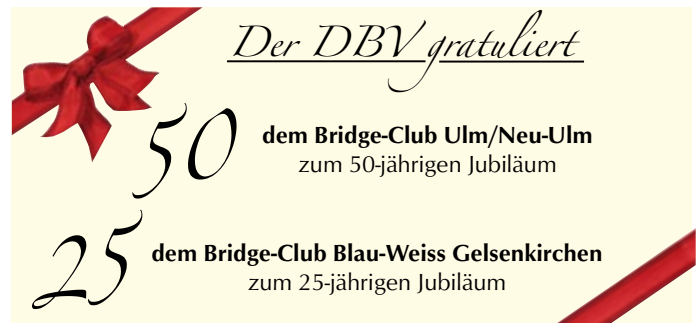 Der DBV gratuliert
50
dem Bridge-Club Ulm/Neu-Ulm
zum 50-jährigen Jubiläum
25
dem Bridge-Club Blau-Weiss Gelsenkirchen
zum 25-jährigen Jubiläum